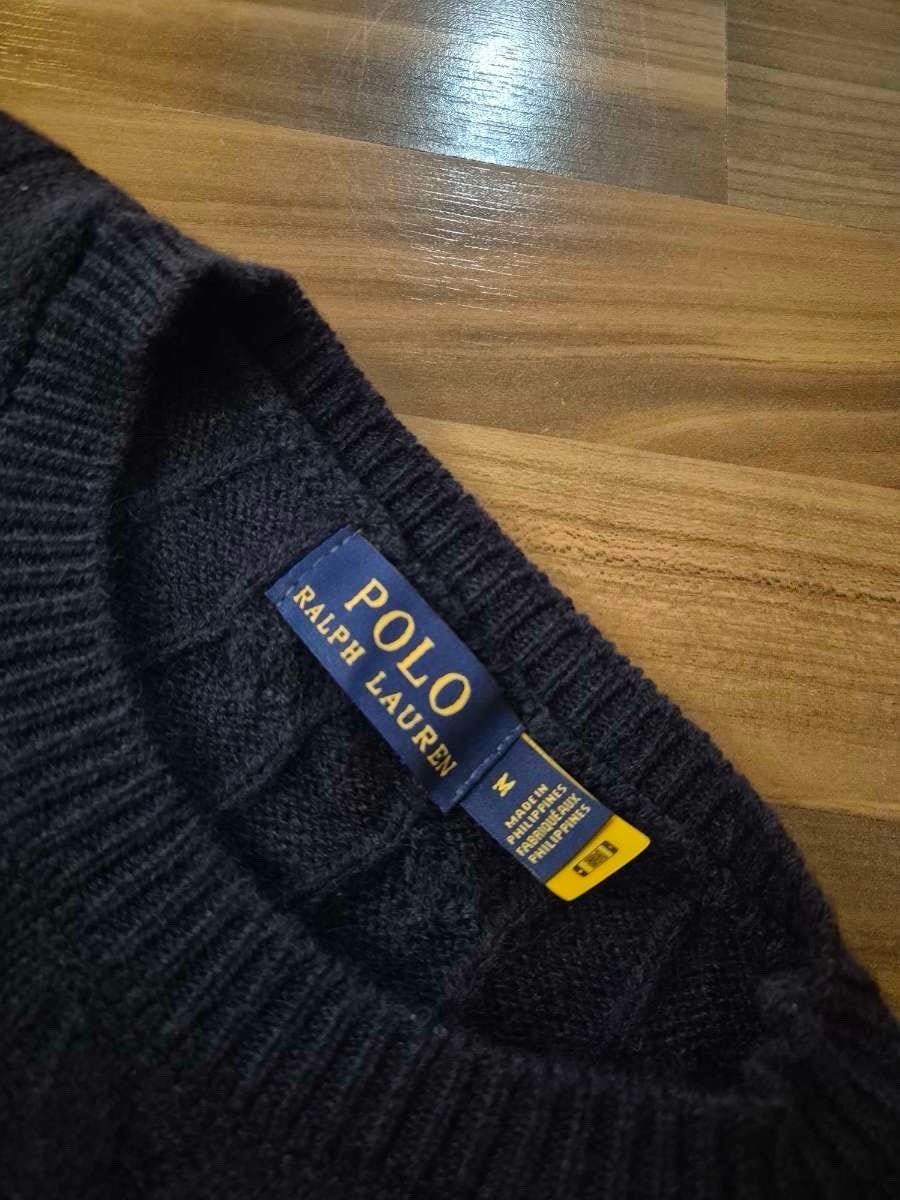 POLO
RALPH LAUREN
M
MADE IN
PHILIPPINES
FABRIQUÉ AUX
PHILIPPINES